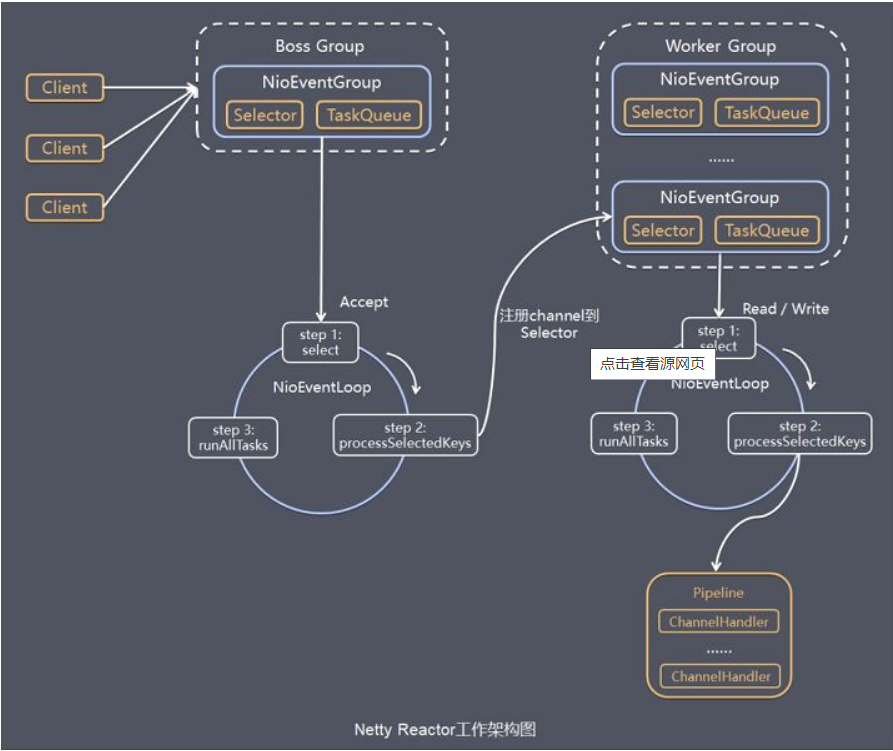 Boss Group
NioEventGroup
Selector
TaskQueue
Client
Client
Client
Worker Group
NioEventGroup
Selector
TaskQueue
......
NioEventGroup
Selector
TaskQueue
Accept
step 1:
select
NioEventLoop
step 2:
processSelectedKeys
step 3:
runAllTasks
注册channel到
Selector
Read / Write
step 1:
select
点击查看源网页
NioEventLoop
step 2:
processSelectedKeys
step 3:
runAllTasks
Pipeline
ChannelHandler
......
ChannelHandler
Netty Reactor工作架构图